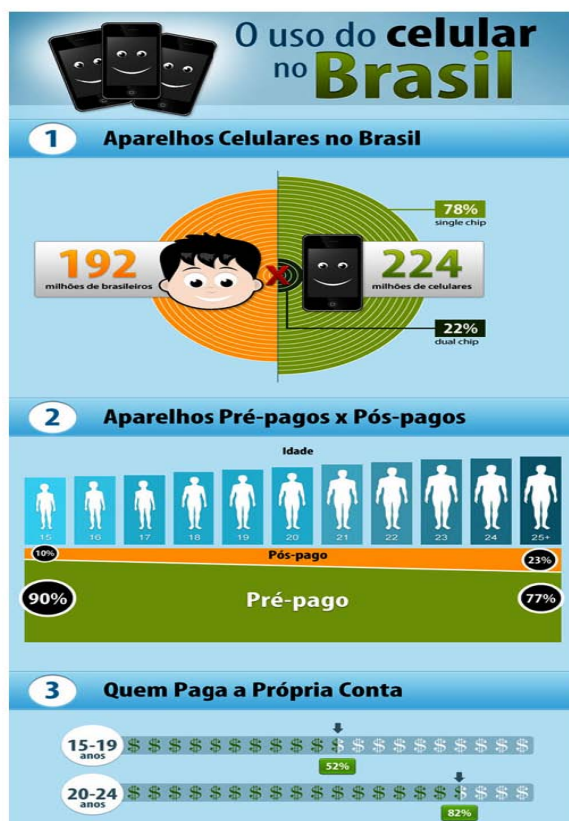 O uso do celular
no Brasil
1 Aparelhos Celulares no Brasil
78%
single chip
192
milhões de brasileiros
X
224
milhões de celulares
22%
dual chip
2 Aparelhos Pré-pagos x Pós-pagos
Idade
15 16 17 18 19 20 21 22 23 24 25+
10% Pós-pago 23%
90% Pré-pago 77%
3 Quem Paga a Própria Conta
15-19
anos
$ $ $ $ $ $ $ $ $ $ $ $ $ $ $ $ $ $ $ $
52%
20-24
anos
$ $ $ $ $ $ $ $ $ $ $ $ $ $ $ $ $ $ $ $
82%